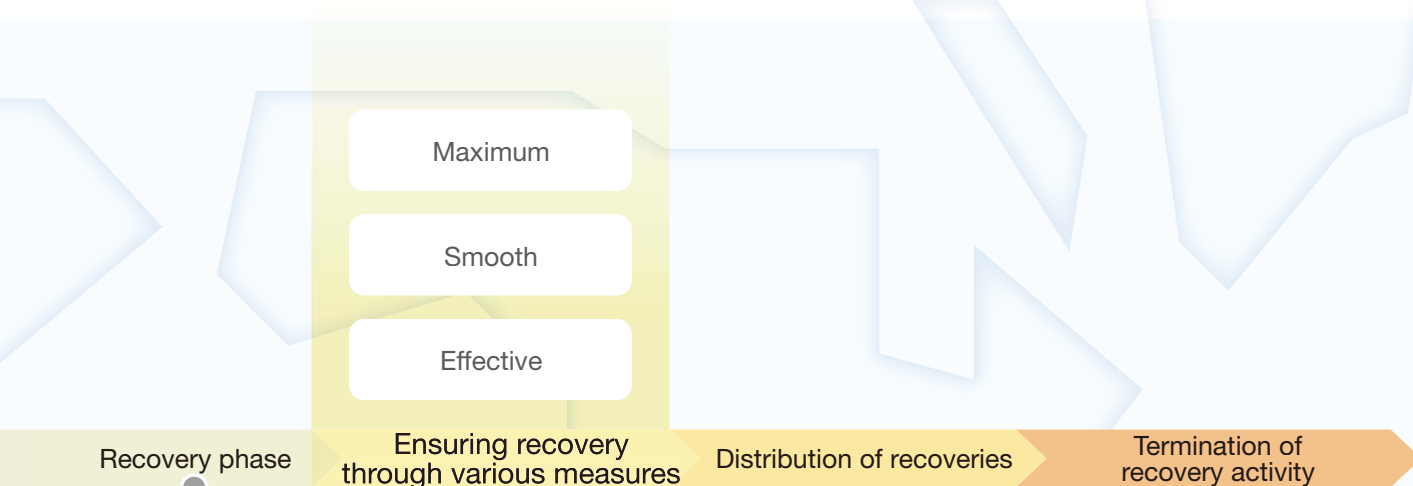 Maximum
Smooth
Effective
Recovery phase
Ensuring recovery
through various measures
Distribution of recoveries
Termination of
recovery activity